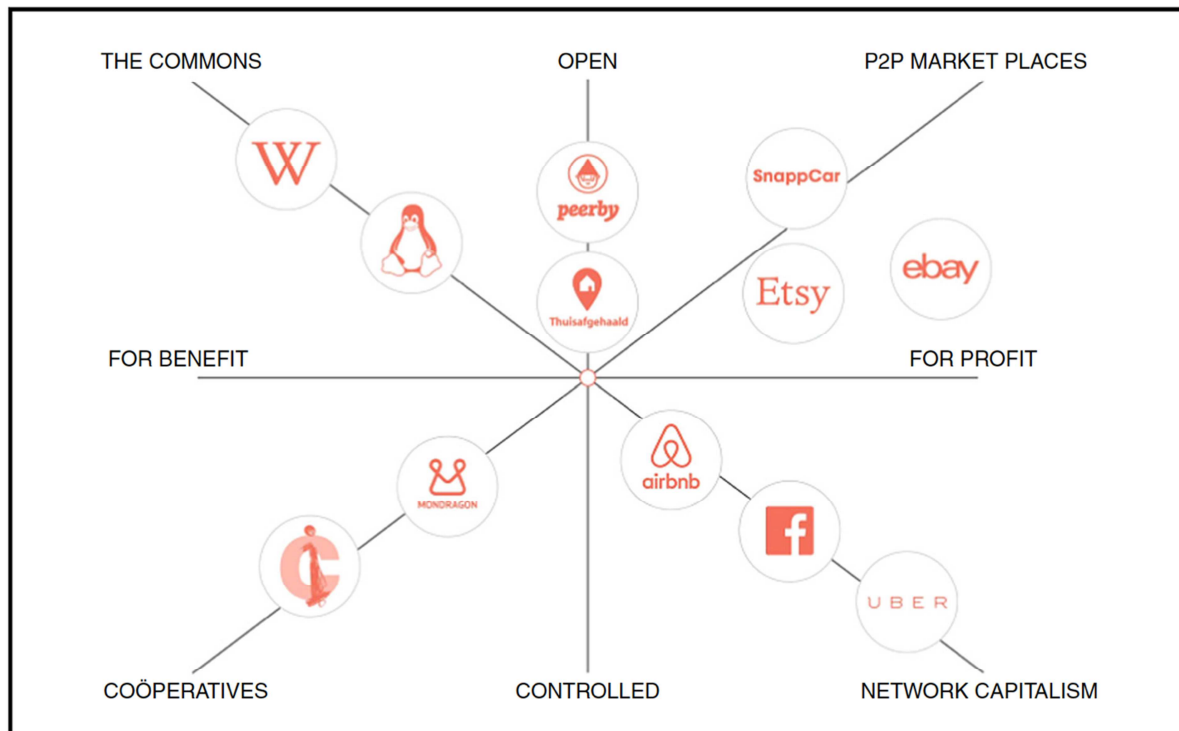 THE COMMONS
OPEN
P2P MARKET PLACES
W
peerby
SnappCar
Etsy
ebay
Thuisafgehaald
FOR BENEFIT
FOR PROFIT
airbnb
MONDRAGON
f
C
UBER
COÖPERATIVES
CONTROLLED
NETWORK CAPITALISM